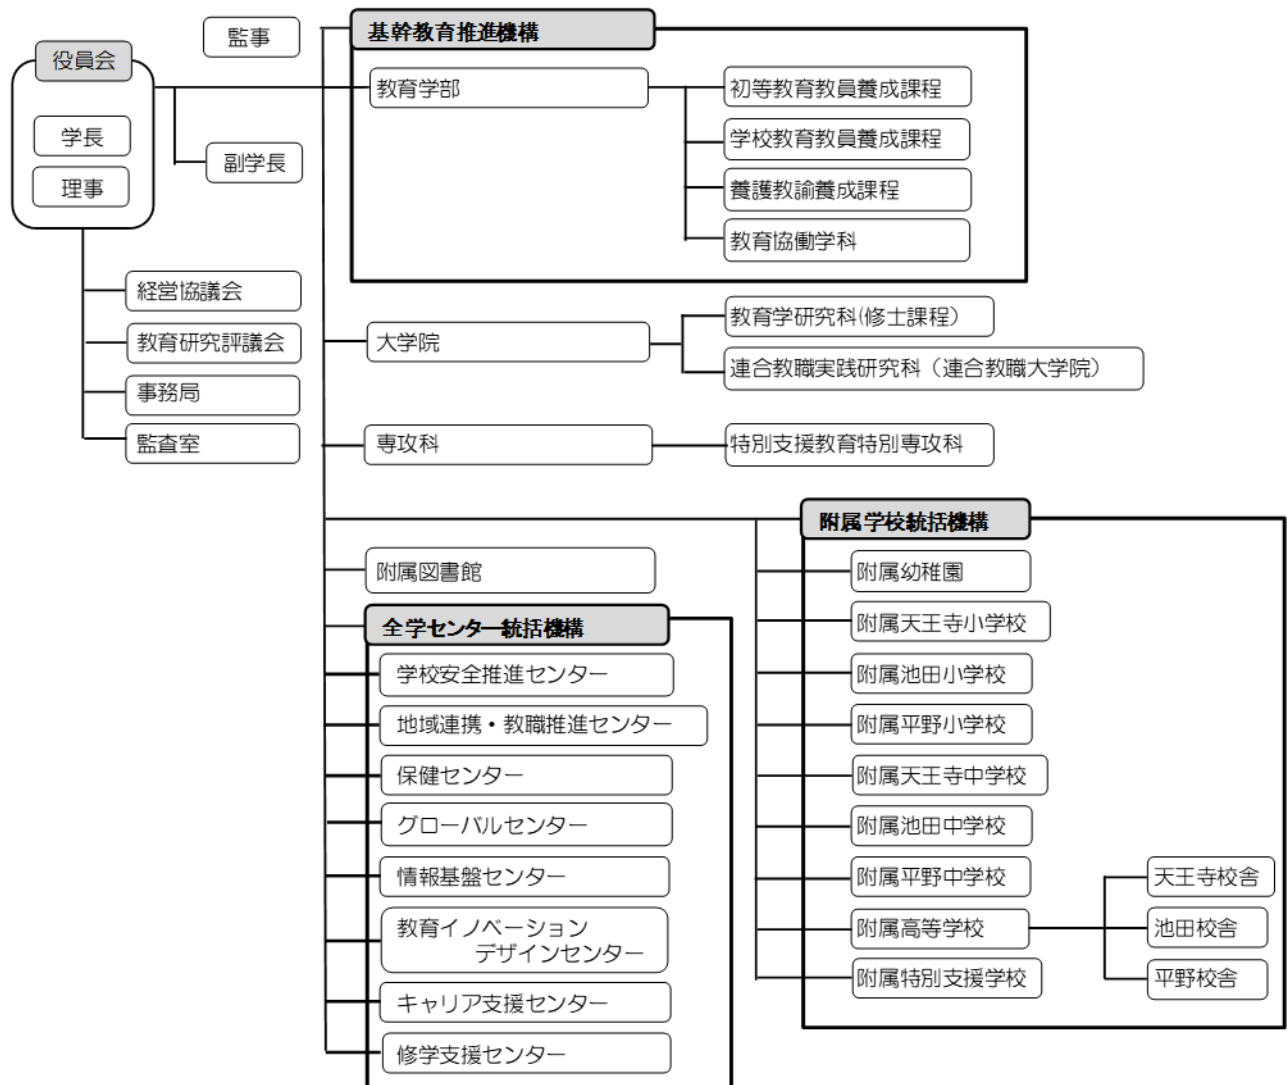 監事
役員会
学長
理事
副学長
経営協議会
教育研究評議会
事務局
監査室
基幹教育推進機構
教育学部
初等教育教員養成課程
学校教育教員養成課程
養護教諭養成課程
教育協働学科
大学院
教育学研究科(修士課程)
連合教職実践研究科（連合教職大学院）
専攻科
特別支援教育特別専攻科
附属図書館
全学センター統括機構
学校安全推進センター
地域連携・教職推進センター
保健センター
グローバルセンター
情報基盤センター
教育イノベーション
デザインセンター
キャリア支援センター
修学支援センター
附属学校統括機構
附属幼稚園
附属天王寺小学校
附属池田小学校
附属平野小学校
附属天王寺中学校
附属池田中学校
附属平野中学校
附属高等学校
天王寺校舎
池田校舎
平野校舎
附属特別支援学校